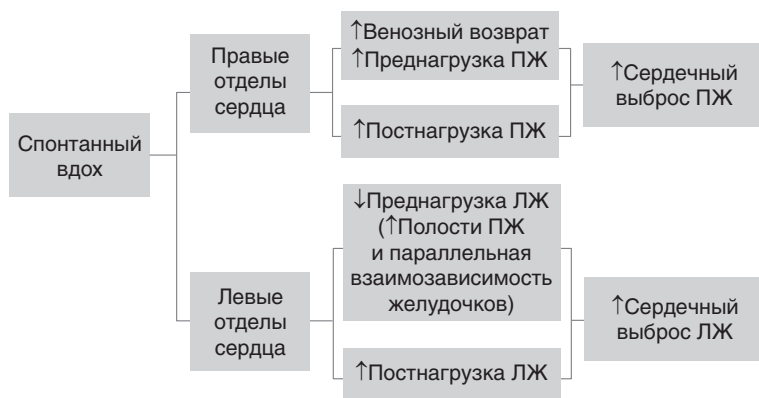 Спонтанный
вдох
Правые
отделы
сердца
↑Венозный возврат
↑Преднагрузка ПЖ
↑Постнагрузка ПЖ
↑Сердечный
выброс ПЖ
Левые
отделы
сердца
↓Преднагрузка ЛЖ
(↑Полости ПЖ
и параллельная
взаимозависимость
желудочков)
↑Постнагрузка ЛЖ
↑Сердечный
выброс ЛЖ